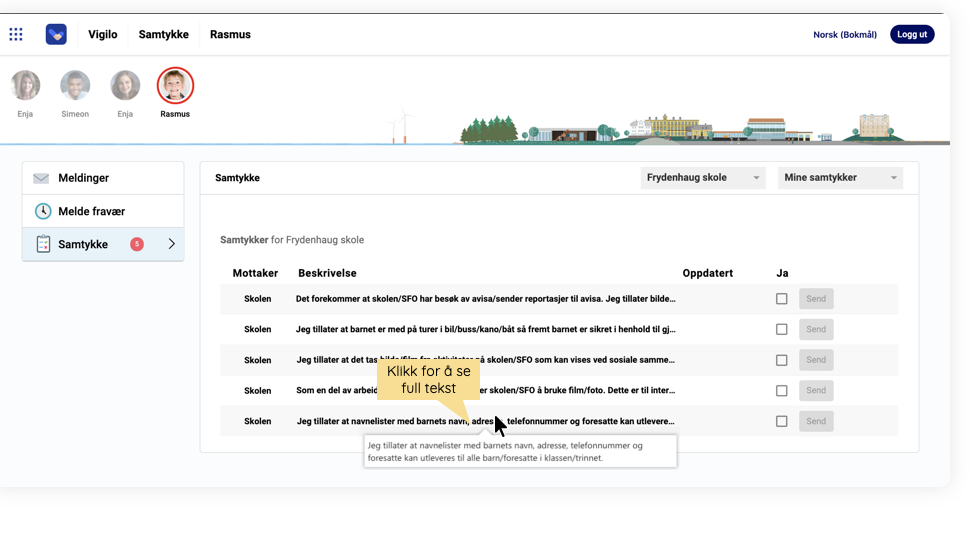 Vigilo
Samtykke
Rasmus
Norsk (Bokmål)
Logg ut
Enja
Simeon
Enja
Rasmus
Meldinger
Melde fravær
Samtykke 5
Samtykke
Frydenhaug skole
Mine samtykker
Samtykker for Frydenhaug skole
Mottaker Beskrivelse Oppdatert Ja
Skolen Det forekommer at skolen/SFO har besøk av avisa/sender reportasjer til avisa. Jeg tillater bilde... Send
Skolen Jeg tillater at barnet er med på turer i bil/buss/kano/båt så fremt barnet er sikret i henhold til gj... Send
Skolen Jeg tillater at det tas bilde/film fra aktiviteter på skolen/SFO som kan vises ved sosiale samme... Send
Skolen Som en del av arbeid er skolen/SFO å bruke film/foto. Dette er til inter... Send
Skolen Jeg tillater at navnelister med barnets navn, adresse, telefonnummer og foresatte kan utlevere... Send
Klikk for å se
full tekst
Jeg tillater at navnelister med barnets navn, adresse, telefonnummer og
foresatte kan utleveres til alle barn/foresatte i klassen/trinnet.